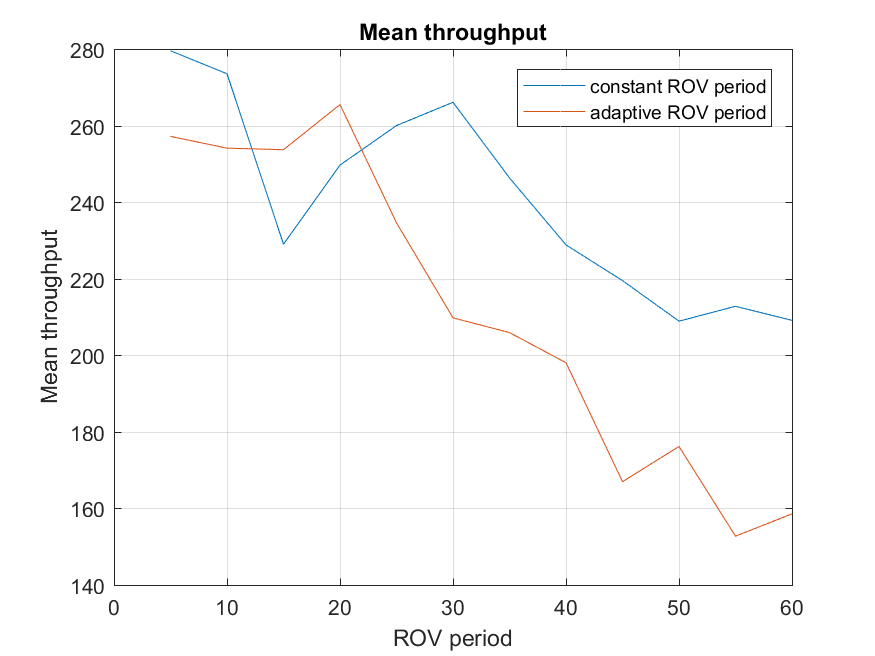 Mean throughput
280
260
240
220
200
180
160
140
Mean throughput
constant ROV period
adaptive ROV period
0 10 20 30 40 50 60
ROV period